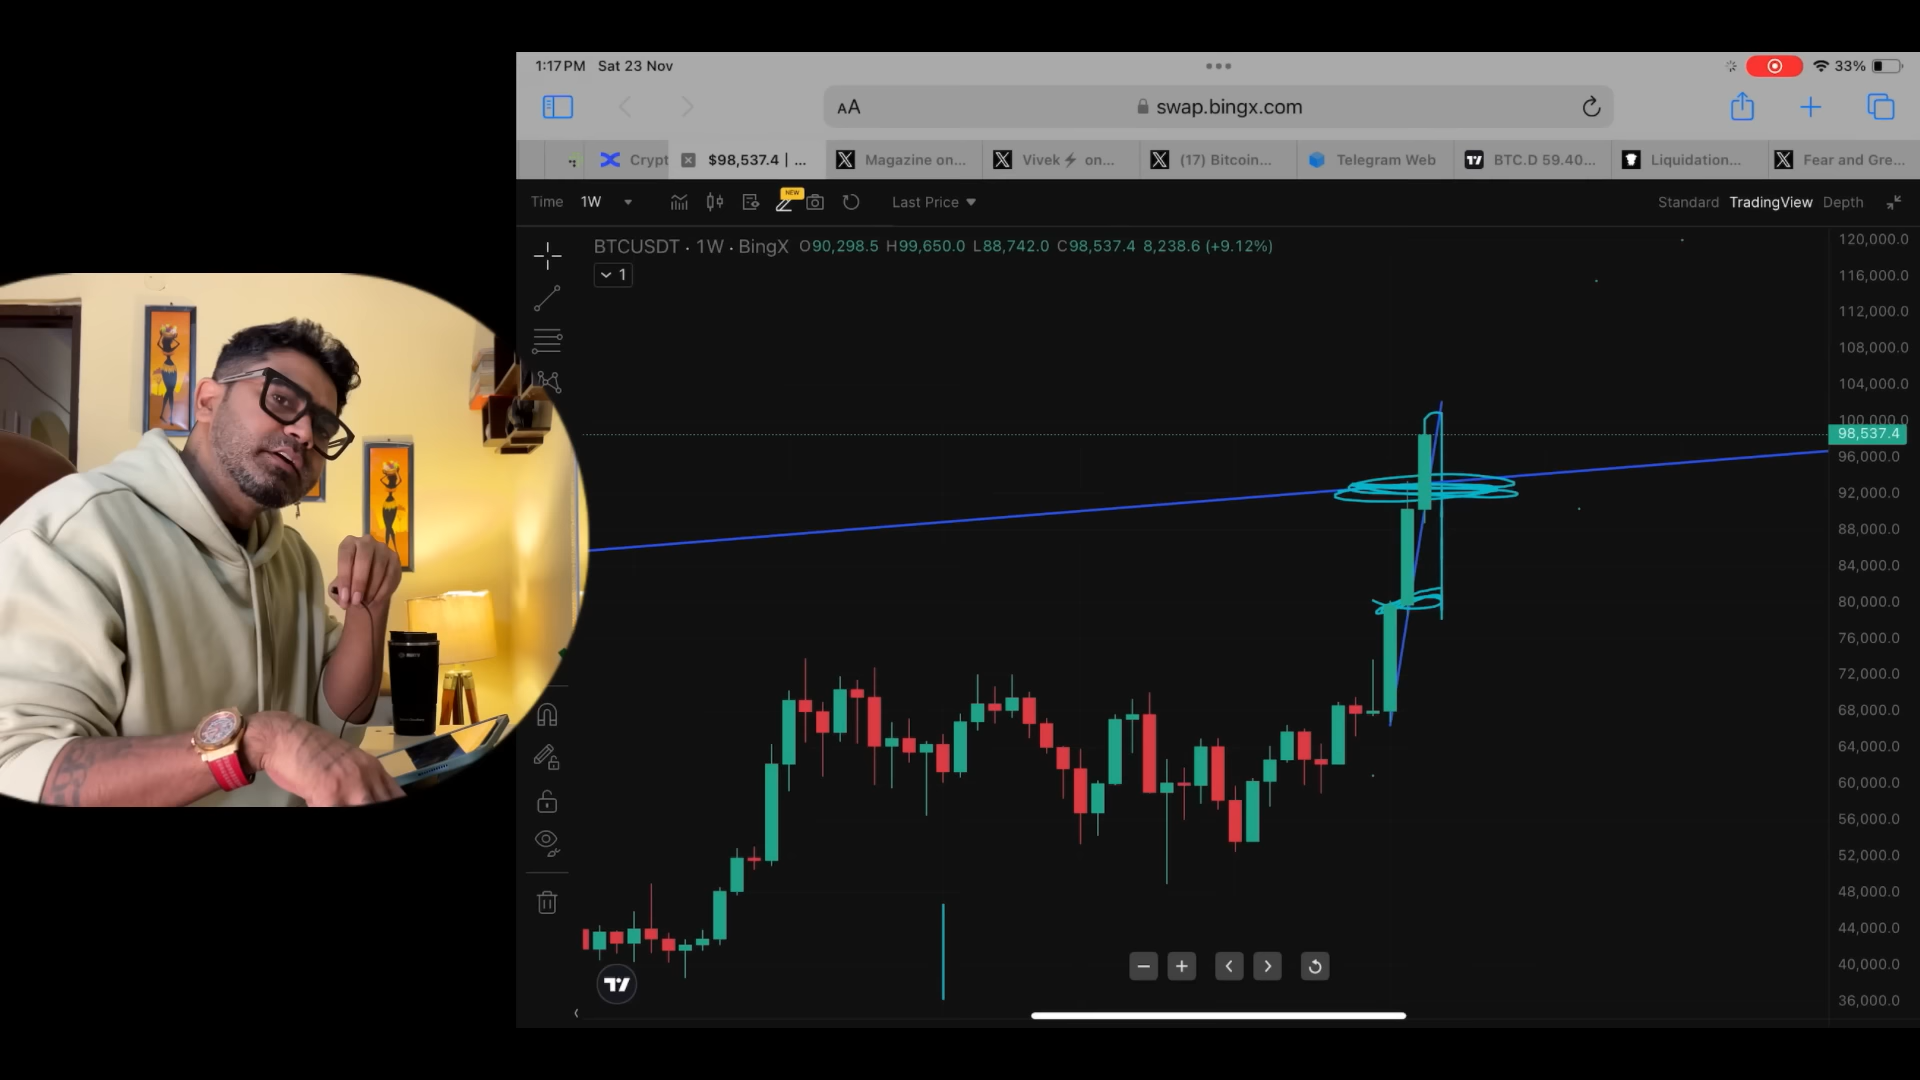 1:17PM Sat 23 Nov
33%
AA
swap.bingx.com
Crypt
$98,537.4 | ...
Magazine on...
Vivek⚡ on...
(17) Bitcoin...
Telegram Web
BTC.D 59.40...
Liquidation...
Fear and Gre...
Time 1W
NEW
Last Price
Standard TradingView Depth
BTCUSDT · 1W · BingX O90,298.5 H99,650.0 L88,742.0 C98,537.4 8,238.6 (+9.12%)
1
120,000.0
116,000.0
112,000.0
108,000.0
104,000.0
100,000.0
98,537.4
96,000.0
92,000.0
88,000.0
84,000.0
80,000.0
76,000.0
72,000.0
68,000.0
64,000.0
60,000.0
56,000.0
52,000.0
48,000.0
44,000.0
40,000.0
36,000.0